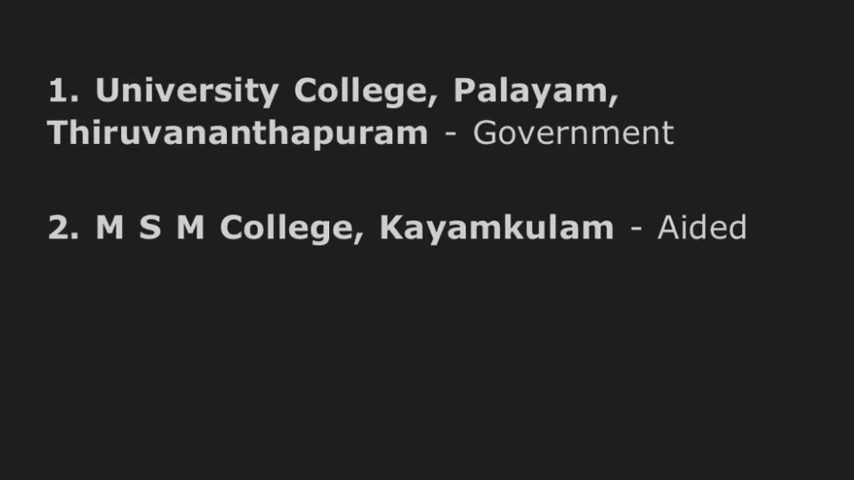 1. University College, Palayam,
Thiruvananthapuram - Government
2. M S M College, Kayamkulam - Aided